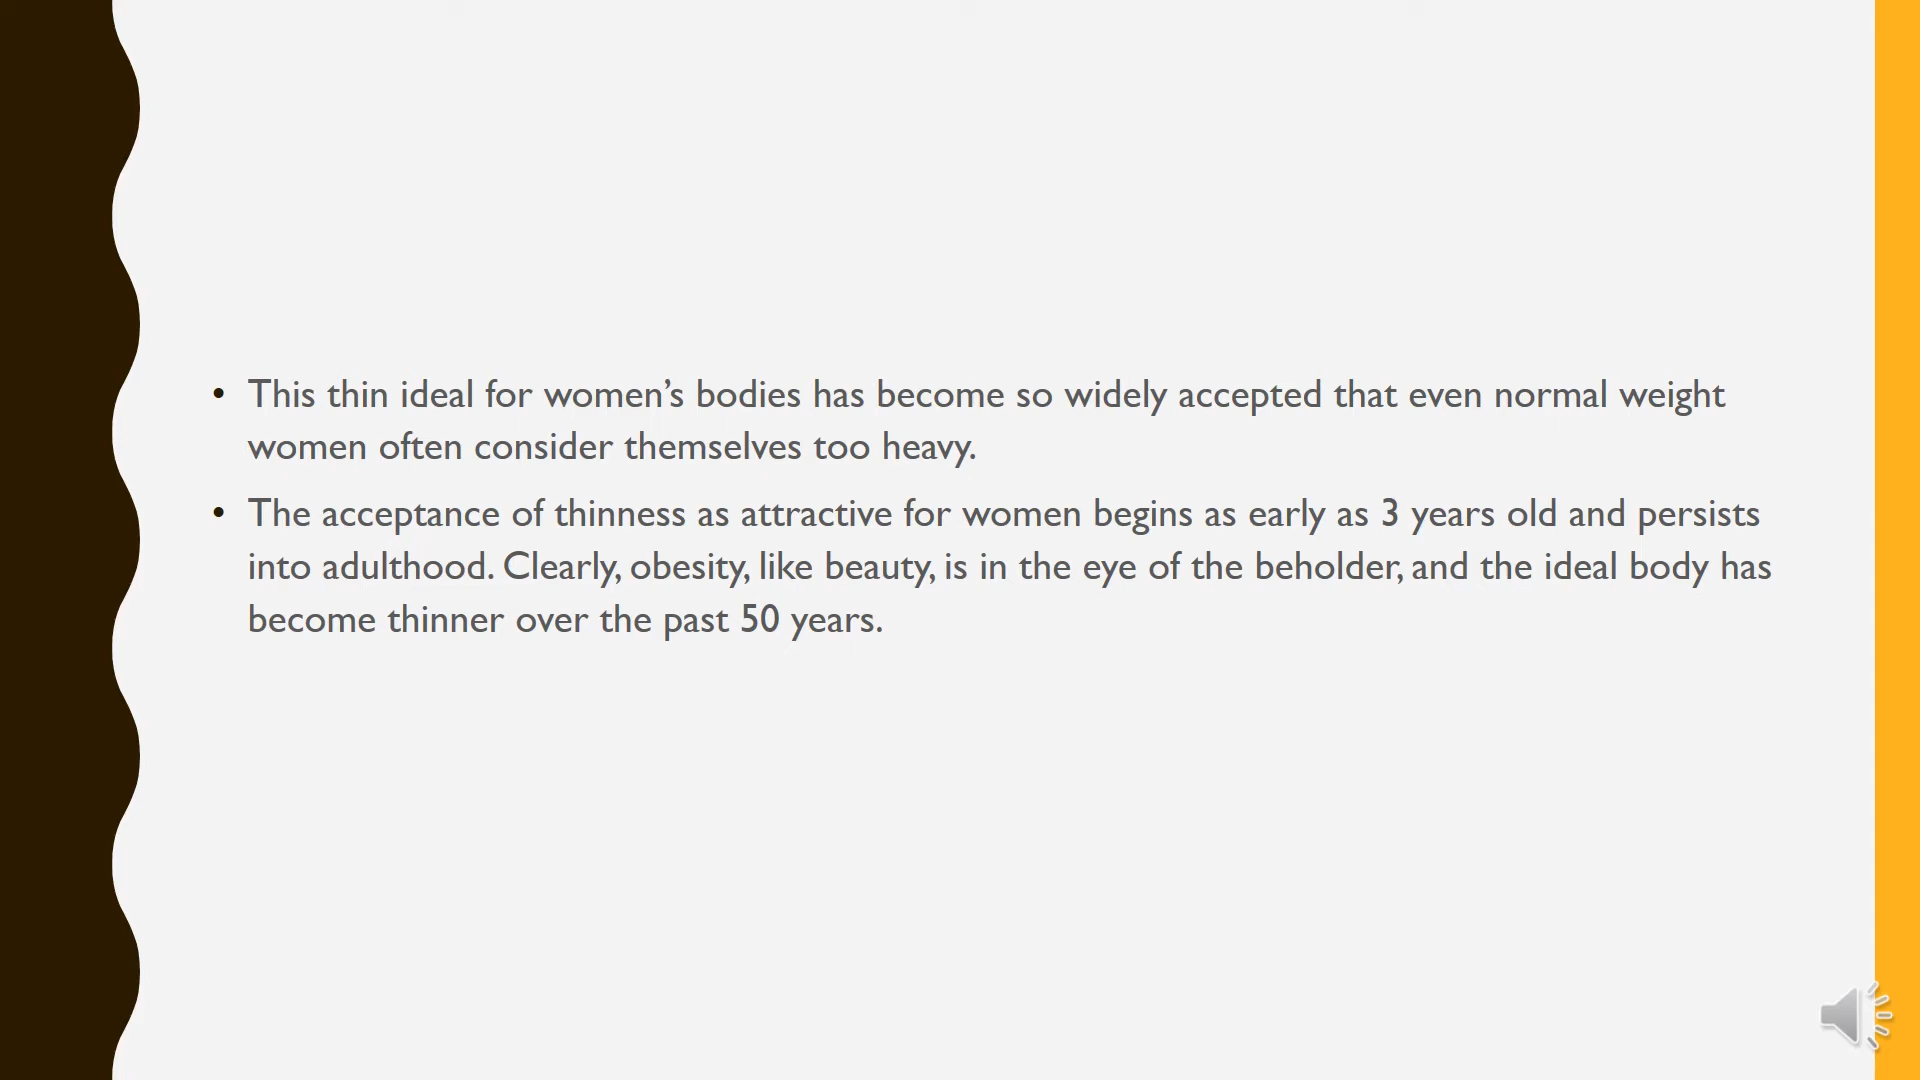 • This thin ideal for women’s bodies has become so widely accepted that even normal weight
women often consider themselves too heavy.
• The acceptance of thinness as attractive for women begins as early as 3 years old and persists
into adulthood. Clearly, obesity, like beauty, is in the eye of the beholder, and the ideal body has
become thinner over the past 50 years.